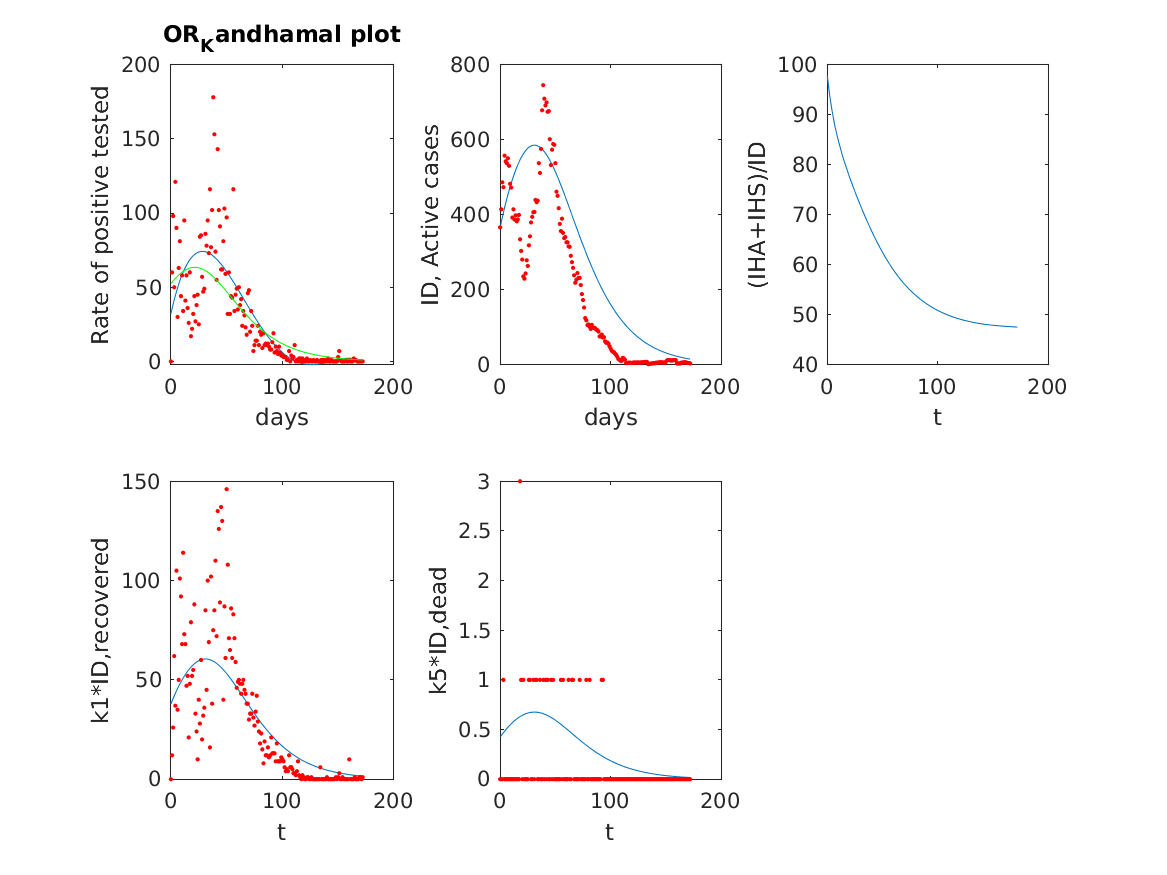 OR_Kandhamal plot
200
150
100
50
0
Rate of positive tested
0 100 200
days
800
600
400
200
0
ID, Active cases
0 100 200
days
100
90
80
70
60
50
40
(IHA+IHS)/ID
0 100 200
t
150
100
50
0
k1*ID,recovered
0 100 200
t
3
2.5
2
1.5
1
0.5
0
k5*ID,dead
0 100 200
t